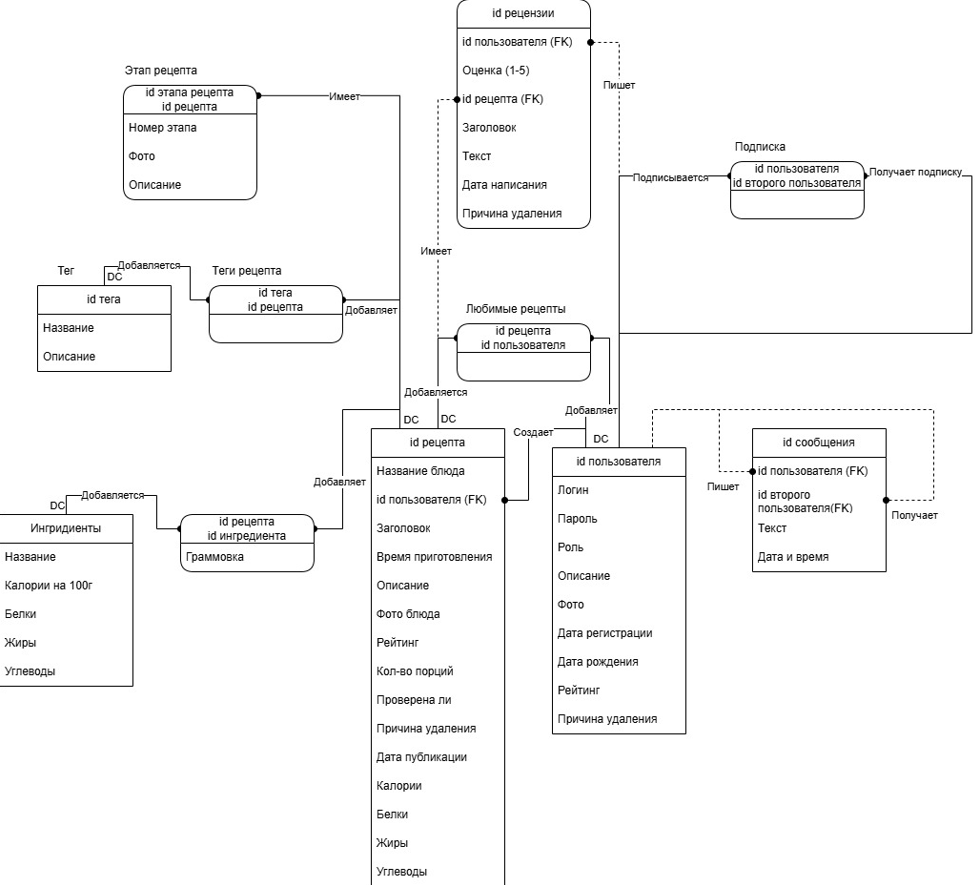 id рецензии
id пользователя (FK)
Оценка (1-5)
id рецепта (FK)
Заголовок
Текст
Дата написания
Причина удаления
Пишет
Имеет
Этап рецепта
id этапа рецепта
id рецепта
Номер этапа
Фото
Описание
Имеет
Подписка
id пользователя
id второго пользователя
Подписывается
Получает подписку
Тег
DC
Добавляется
id тега
Название
Описание
Теги рецепта
id тега
id рецепта
Добавляет
Любимые рецепты
id рецепта
id пользователя
Добавляется
Добавляет
DC
DC
DC
Создает
id рецепта
Название блюда
id пользователя (FK)
Заголовок
Время приготовления
Описание
Фото блюда
Рейтинг
Кол-во порций
Проверена ли
Причина удаления
Дата публикации
Калории
Белки
Жиры
Углеводы
id пользователя
Логин
Пароль
Роль
Описание
Фото
Дата регистрации
Дата рождения
Рейтинг
Причина удаления
id сообщения
id пользователя (FK)
id второго
пользователя(FK)
Текст
Дата и время
Пишет
Получает
Добавляет
DC
Добавляется
Ингридиенты
Название
Калории на 100г
Белки
Жиры
Углеводы
id рецепта
id ингредиента
Граммовка